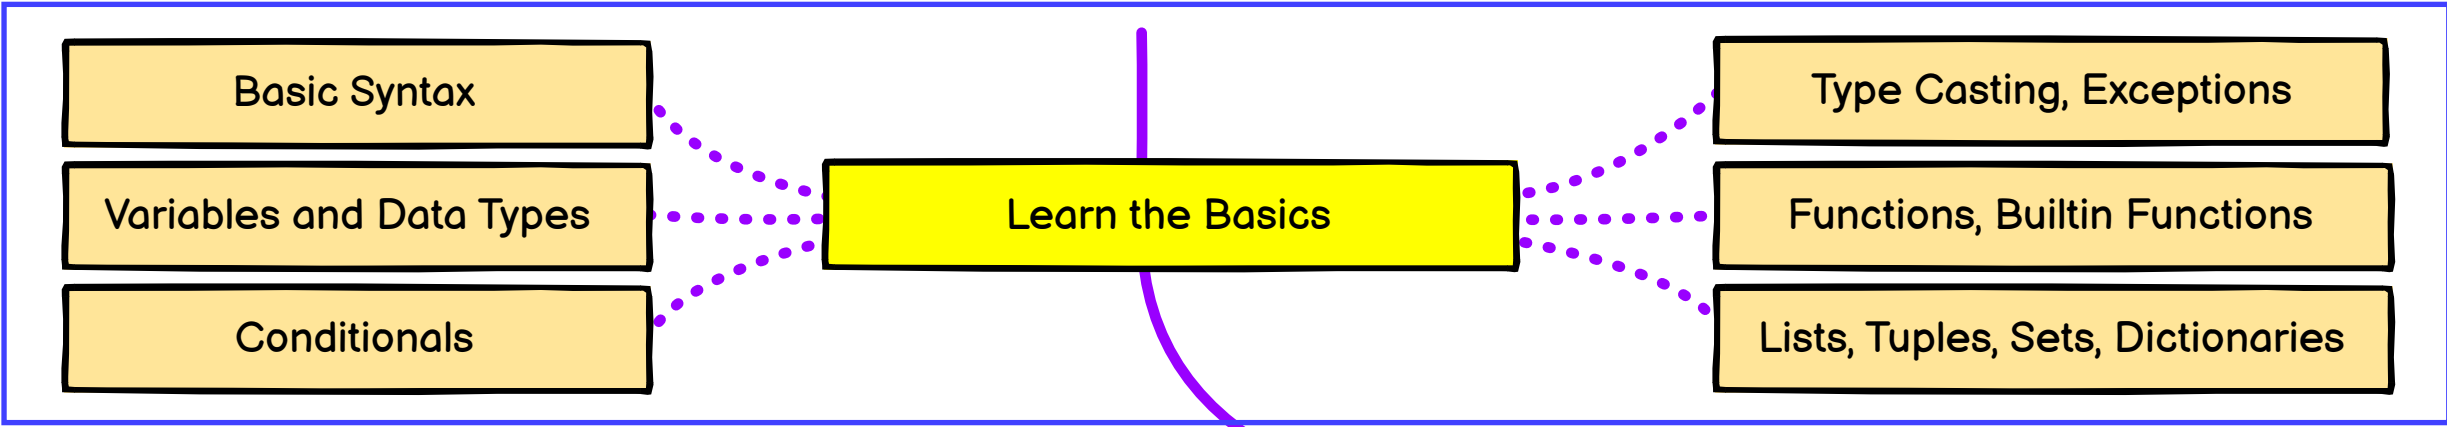 Basic Syntax
Variables and Data Types
Conditionals
Learn the Basics
Type Casting, Exceptions
Functions, Builtin Functions
Lists, Tuples, Sets, Dictionaries